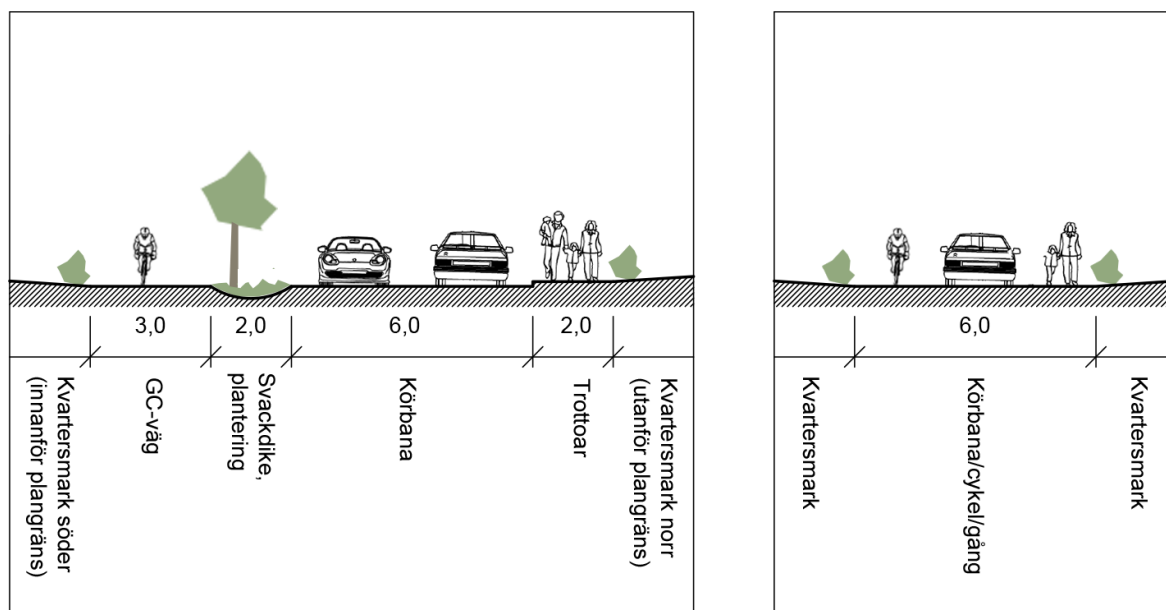 3,0
2,0
6,0
2,0
Kvartersmark söder
(innanför plangräns)
GC-väg
Svackdike,
plantering
Körbana
Trottoar
Kvartersmark norr
(utanför plangräns)
6,0
Kvartersmark
Körbana/cykel/gång
Kvartersmark